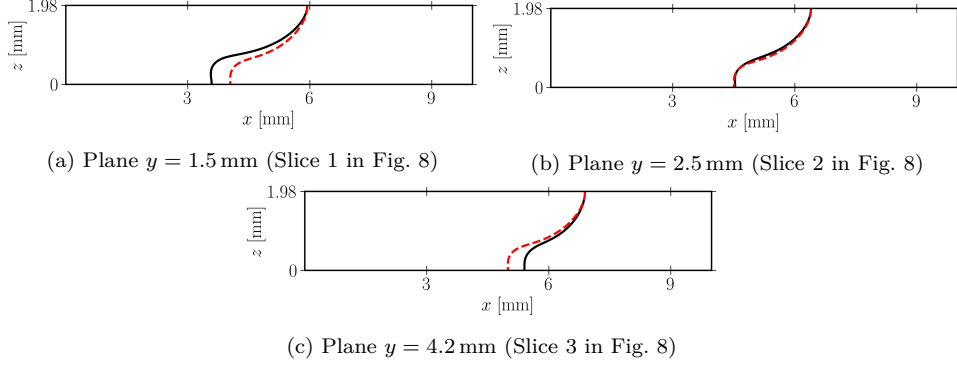 1.98
z [mm]
0
3 6 9
x [mm]
(a) Plane y = 1.5 mm (Slice 1 in Fig. 8)
1.98
z [mm]
0
3 6 9
x [mm]
(b) Plane y = 2.5 mm (Slice 2 in Fig. 8)
1.98
z [mm]
0
3 6 9
x [mm]
(c) Plane y = 4.2 mm (Slice 3 in Fig. 8)